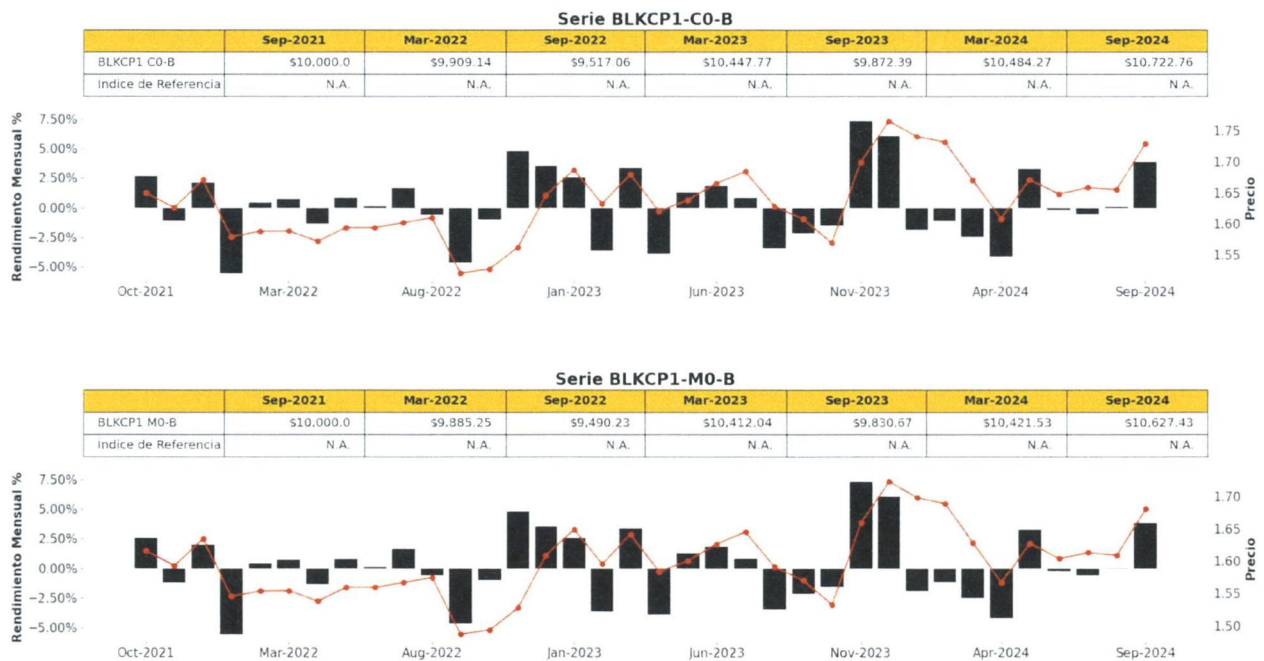 Serie BLKCP1-C0-B
Sep-2021 Mar-2022 Sep-2022 Mar-2023 Sep-2023 Mar-2024 Sep-2024
BLKCP1 C0-B $10,000.0 $9,909.14 $9,517.06 $10,447.77 $9,872.39 $10,484.27 $10,722.76
Indice de Referencia N.A. N.A. N.A. N.A. N.A. N.A. N.A.
Rendimiento Mensual %
7.50%
5.00%
2.50%
0.00%
−2.50%
−5.00%
1.75
1.70
1.65
1.60
1.55
Precio
Oct-2021 Mar-2022 Aug-2022 Jan-2023 Jun-2023 Nov-2023 Apr-2024 Sep-2024
Serie BLKCP1-M0-B
Sep-2021 Mar-2022 Sep-2022 Mar-2023 Sep-2023 Mar-2024 Sep-2024
BLKCP1 M0-B $10,000.0 $9,885.25 $9,490.23 $10,412.04 $9,830.67 $10,421.53 $10,627.43
Indice de Referencia N.A. N.A. N.A. N.A. N.A. N.A. N.A.
Rendimiento Mensual %
7.50%
5.00%
2.50%
0.00%
−2.50%
−5.00%
1.70
1.65
1.60
1.55
1.50
Precio
Oct-2021 Mar-2022 Aug-2022 Jan-2023 Jun-2023 Nov-2023 Apr-2024 Sep-2024